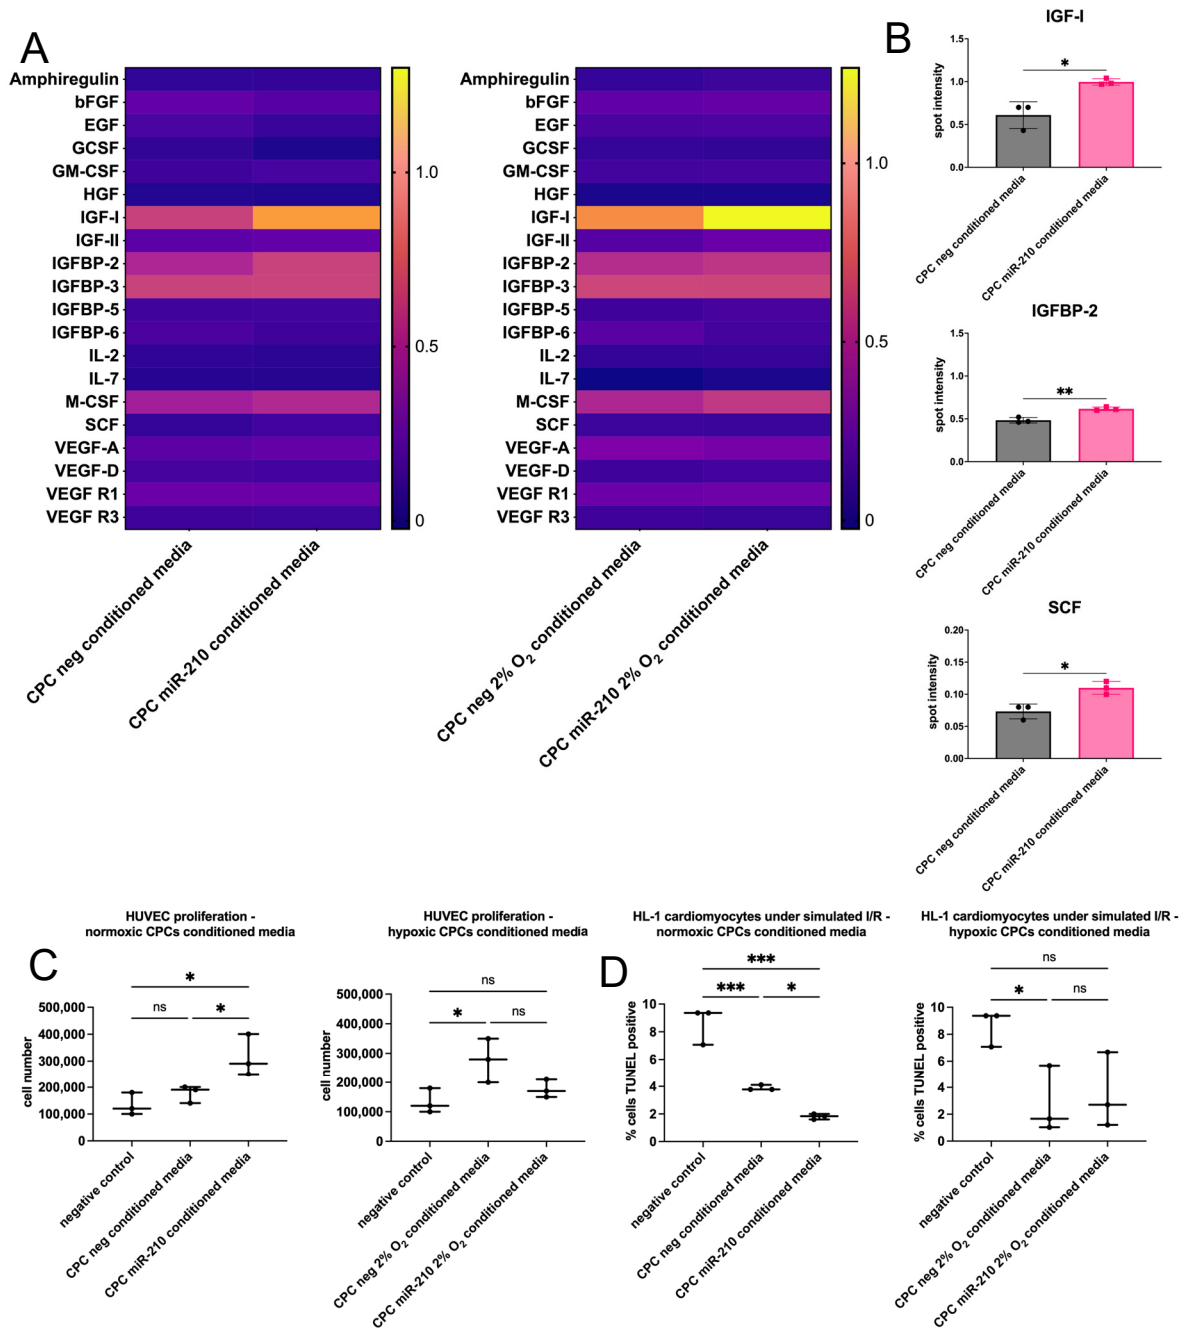 A
Amphiregulin
bFGF
EGF
GCSF
GM-CSF
HGF
IGF-I
IGF-II
IGFBP-2
IGFBP-3
IGFBP-5
IGFBP-6
IL-2
IL-7
M-CSF
SCF
VEGF-A
VEGF-D
VEGF R1
VEGF R3
1.0
0.5
0
CPC neg conditioned media
CPC miR-210 conditioned media
Amphiregulin
bFGF
EGF
GCSF
GM-CSF
HGF
IGF-I
IGF-II
IGFBP-2
IGFBP-3
IGFBP-5
IGFBP-6
IL-2
IL-7
M-CSF
SCF
VEGF-A
VEGF-D
VEGF R1
VEGF R3
1.0
0.5
0
CPC neg 2% O₂ conditioned media
CPC miR-210 2% O₂ conditioned media
B
IGF-I
spot intensity
1.5
1.0
0.5
0.0
*
CPC neg conditioned media
CPC miR-210 conditioned media
IGFBP-2
spot intensity
1.5
1.0
0.5
0.0
**
CPC neg conditioned media
CPC miR-210 conditioned media
SCF
spot intensity
0.20
0.15
0.10
0.05
0.00
*
CPC neg conditioned media
CPC miR-210 conditioned media
C
HUVEC proliferation -
normoxic CPCs conditioned media
cell number
500,000
400,000
300,000
200,000
100,000
0
*
ns
*
negative control
CPC neg conditioned media
CPC miR-210 conditioned media
HUVEC proliferation -
hypoxic CPCs conditioned media
cell number
500,000
400,000
300,000
200,000
100,000
0
ns
*
ns
negative control
CPC neg 2% O₂ conditioned media
CPC miR-210 2% O₂ conditioned media
D
HL-1 cardiomyocytes under simulated I/R -
normoxic CPCs conditioned media
% cells TUNEL positive
10
8
6
4
2
0
***
***
*
negative control
CPC neg conditioned media
CPC miR-210 conditioned media
HL-1 cardiomyocytes under simulated I/R -
hypoxic CPCs conditioned media
% cells TUNEL positive
10
8
6
4
2
0
ns
*
ns
negative control
CPC neg 2% O₂ conditioned media
CPC miR-210 2% O₂ conditioned media